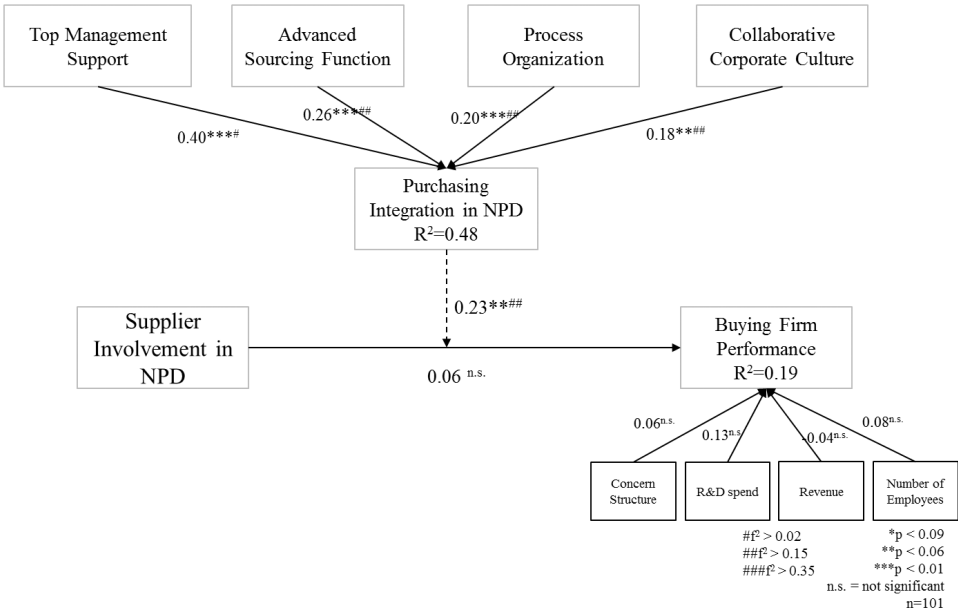 Top Management
Support
Advanced
Sourcing Function
Process
Organization
Collaborative
Corporate Culture
0.40***#
0.26***##
0.20***##
0.18**##
Purchasing
Integration in NPD
R²=0.48
0.23**##
Supplier
Involvement in
NPD
0.06 n.s.
Buying Firm
Performance
R²=0.19
0.06n.s.
0.13n.s.
-0.04n.s.
0.08n.s.
Concern
Structure
R&D spend
Revenue
Number of
Employees
#f² > 0.02
##f² > 0.15
###f² > 0.35
*p < 0.09
**p < 0.06
***p < 0.01
n.s. = not significant
n=101